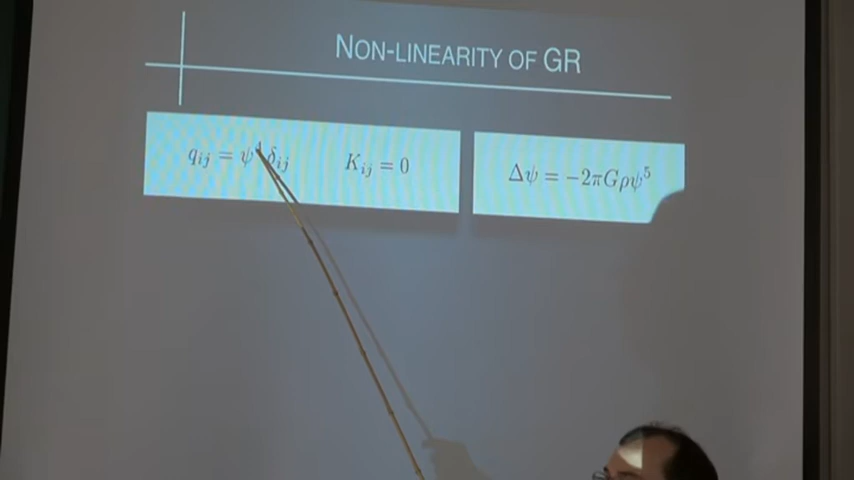 NON-LINEARITY OF GR
q_{ij} = ψ^4 δ_{ij} K_{ij} = 0
Δψ = −2πGρψ^5